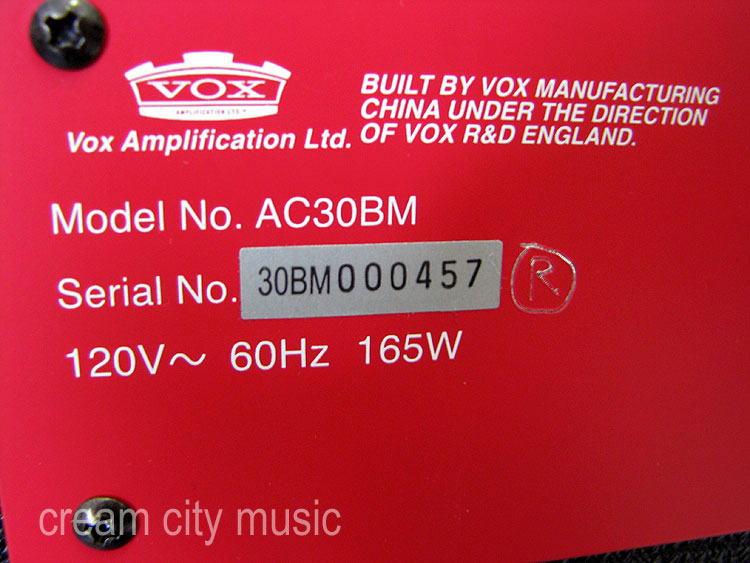 VOX
AMPLIFICATION LTD.
Vox Amplification Ltd.
BUILT BY VOX MANUFACTURING
CHINA UNDER THE DIRECTION
OF VOX R&D ENGLAND.
Model No. AC30BM
Serial No. 30BM000457 R
120V~ 60Hz 165W
cream city music